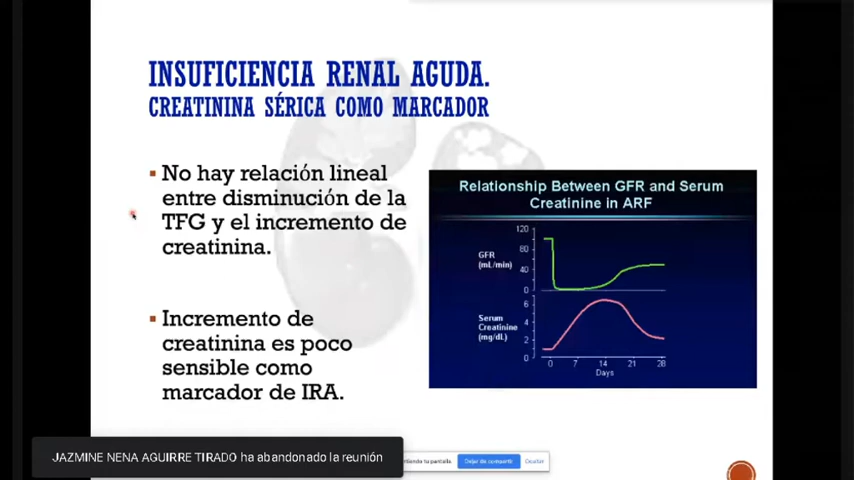 INSUFICIENCIA RENAL AGUDA.
CREATININA SÉRICA COMO MARCADOR
▪ No hay relación lineal
entre disminución de la
TFG y el incremento de
creatinina.
▪ Incremento de
creatinina es poco
sensible como
marcador de IRA.
Relationship Between GFR and Serum
Creatinine in ARF
120
80
40
0
GFR
(mL/min)
6
4
2
0
Serum
Creatinine
(mg/dL)
0 7 14 21 28
Days
JAZMINE NENA AGUIRRE TIRADO ha abandonado la reunión
tu pantalla
Dejar de compartir
Ocultar